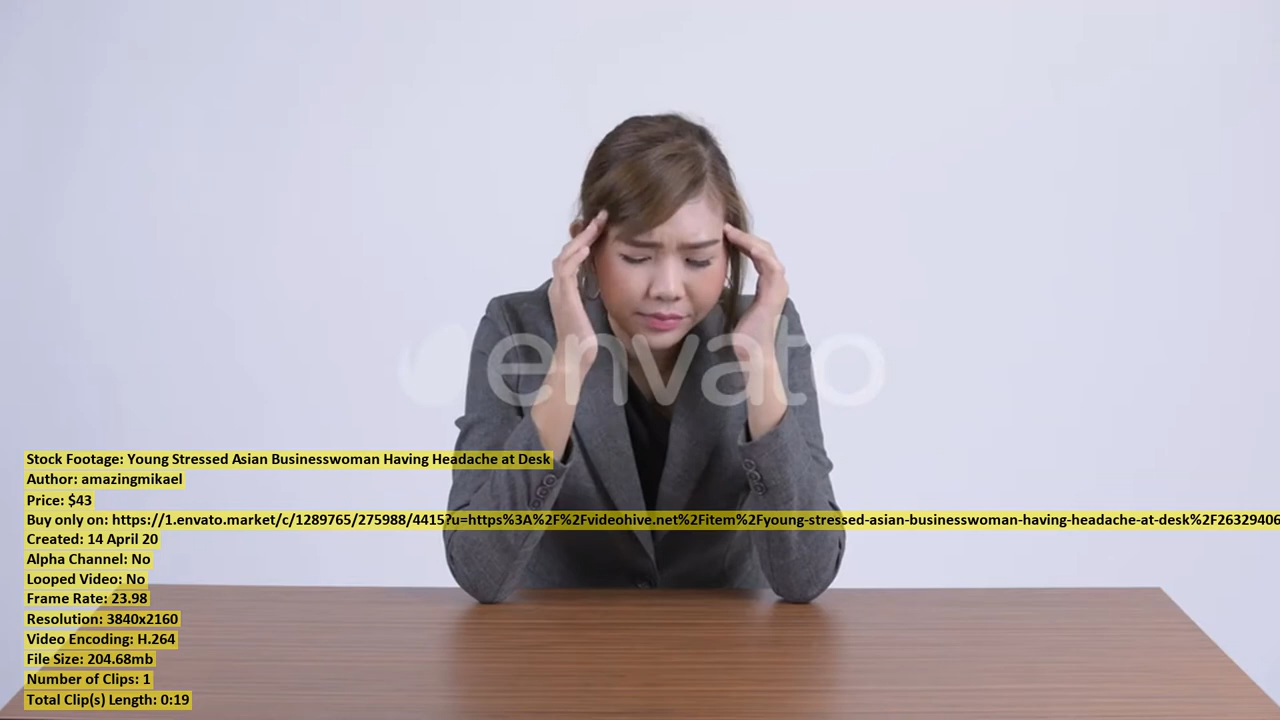 envato
Stock Footage: Young Stressed Asian Businesswoman Having Headache at Desk
Author: amazingmikael
Price: $43
Buy only on: https://1.envato.market/c/1289765/275988/4415?u=https%3A%2F%2Fvideohive.net%2Fitem%2Fyoung-stressed-asian-businesswoman-having-headache-at-desk%2F26329406
Created: 14 April 20
Alpha Channel: No
Looped Video: No
Frame Rate: 23.98
Resolution: 3840x2160
Video Encoding: H.264
File Size: 204.68mb
Number of Clips: 1
Total Clip(s) Length: 0:19